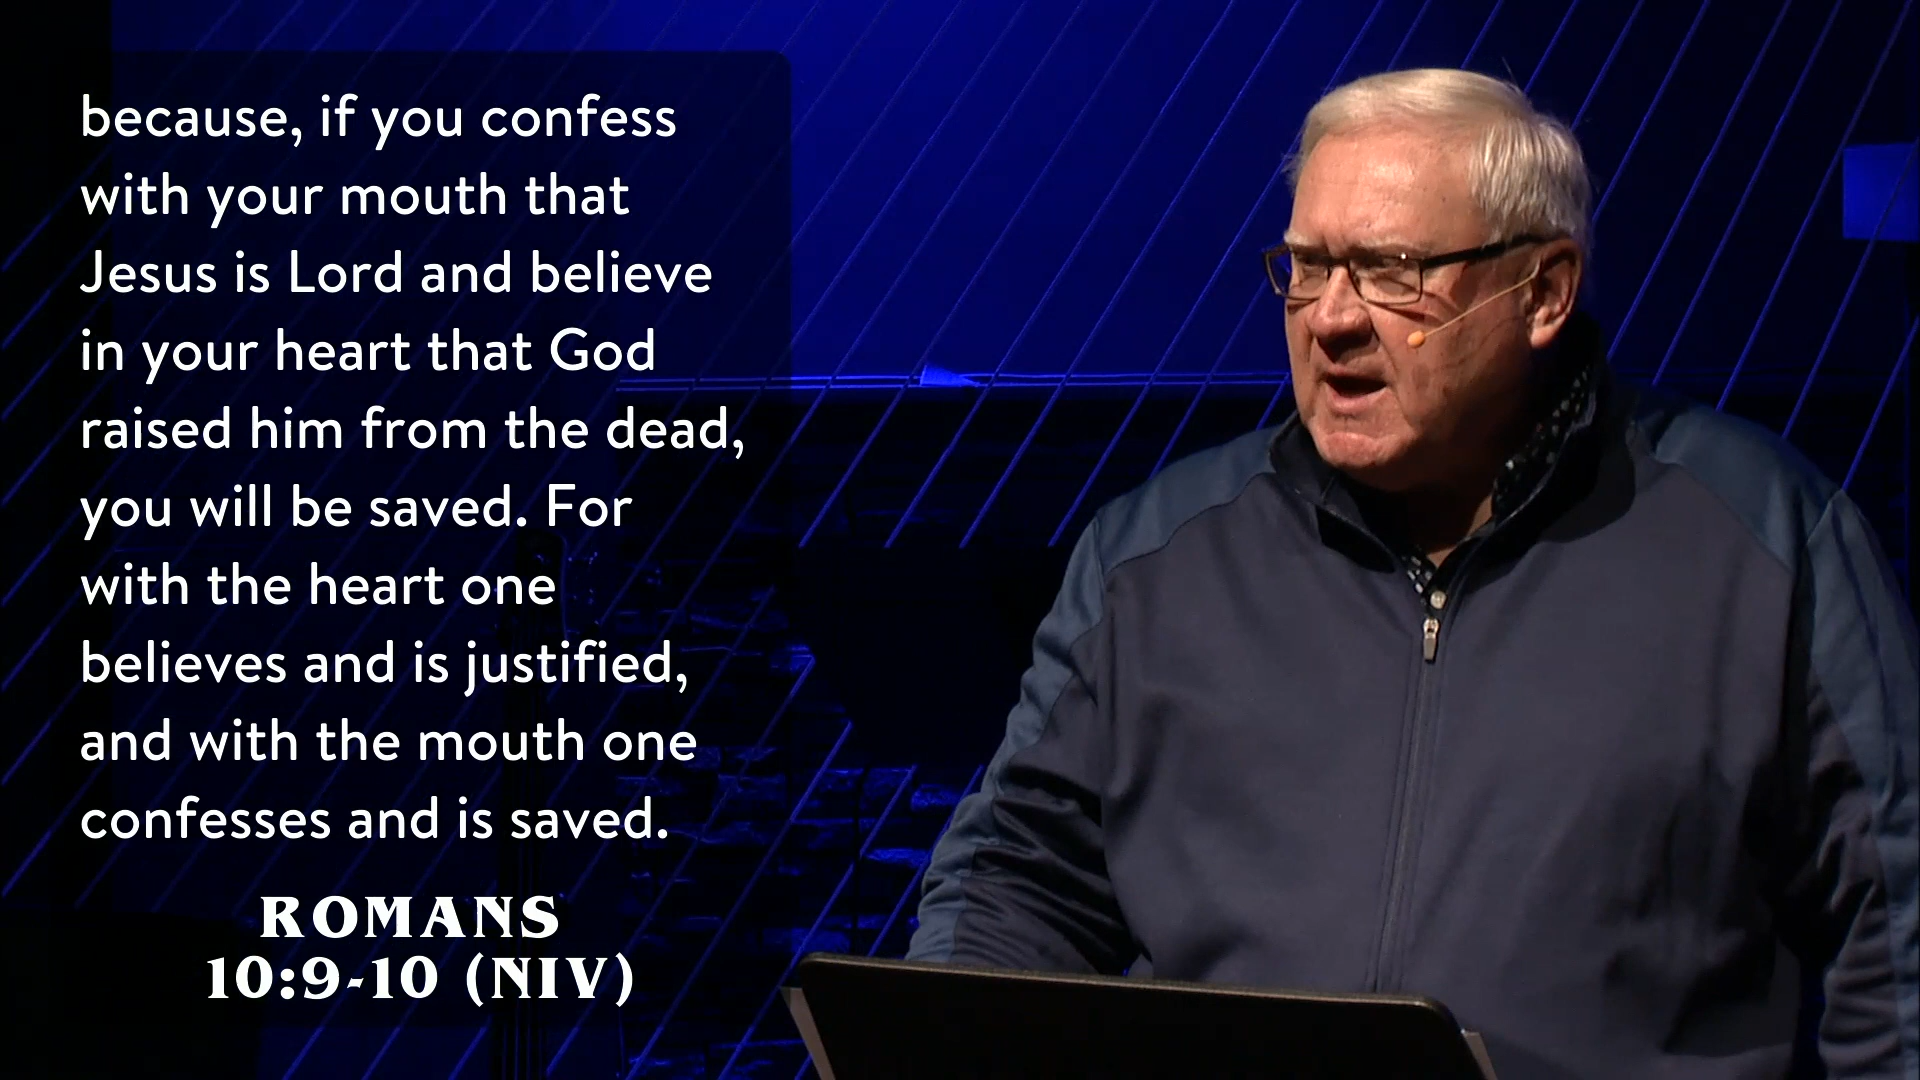 because, if you confess
with your mouth that
Jesus is Lord and believe
in your heart that God
raised him from the dead,
you will be saved. For
with the heart one
believes and is justified,
and with the mouth one
confesses and is saved.
ROMANS
10:9-10 (NIV)